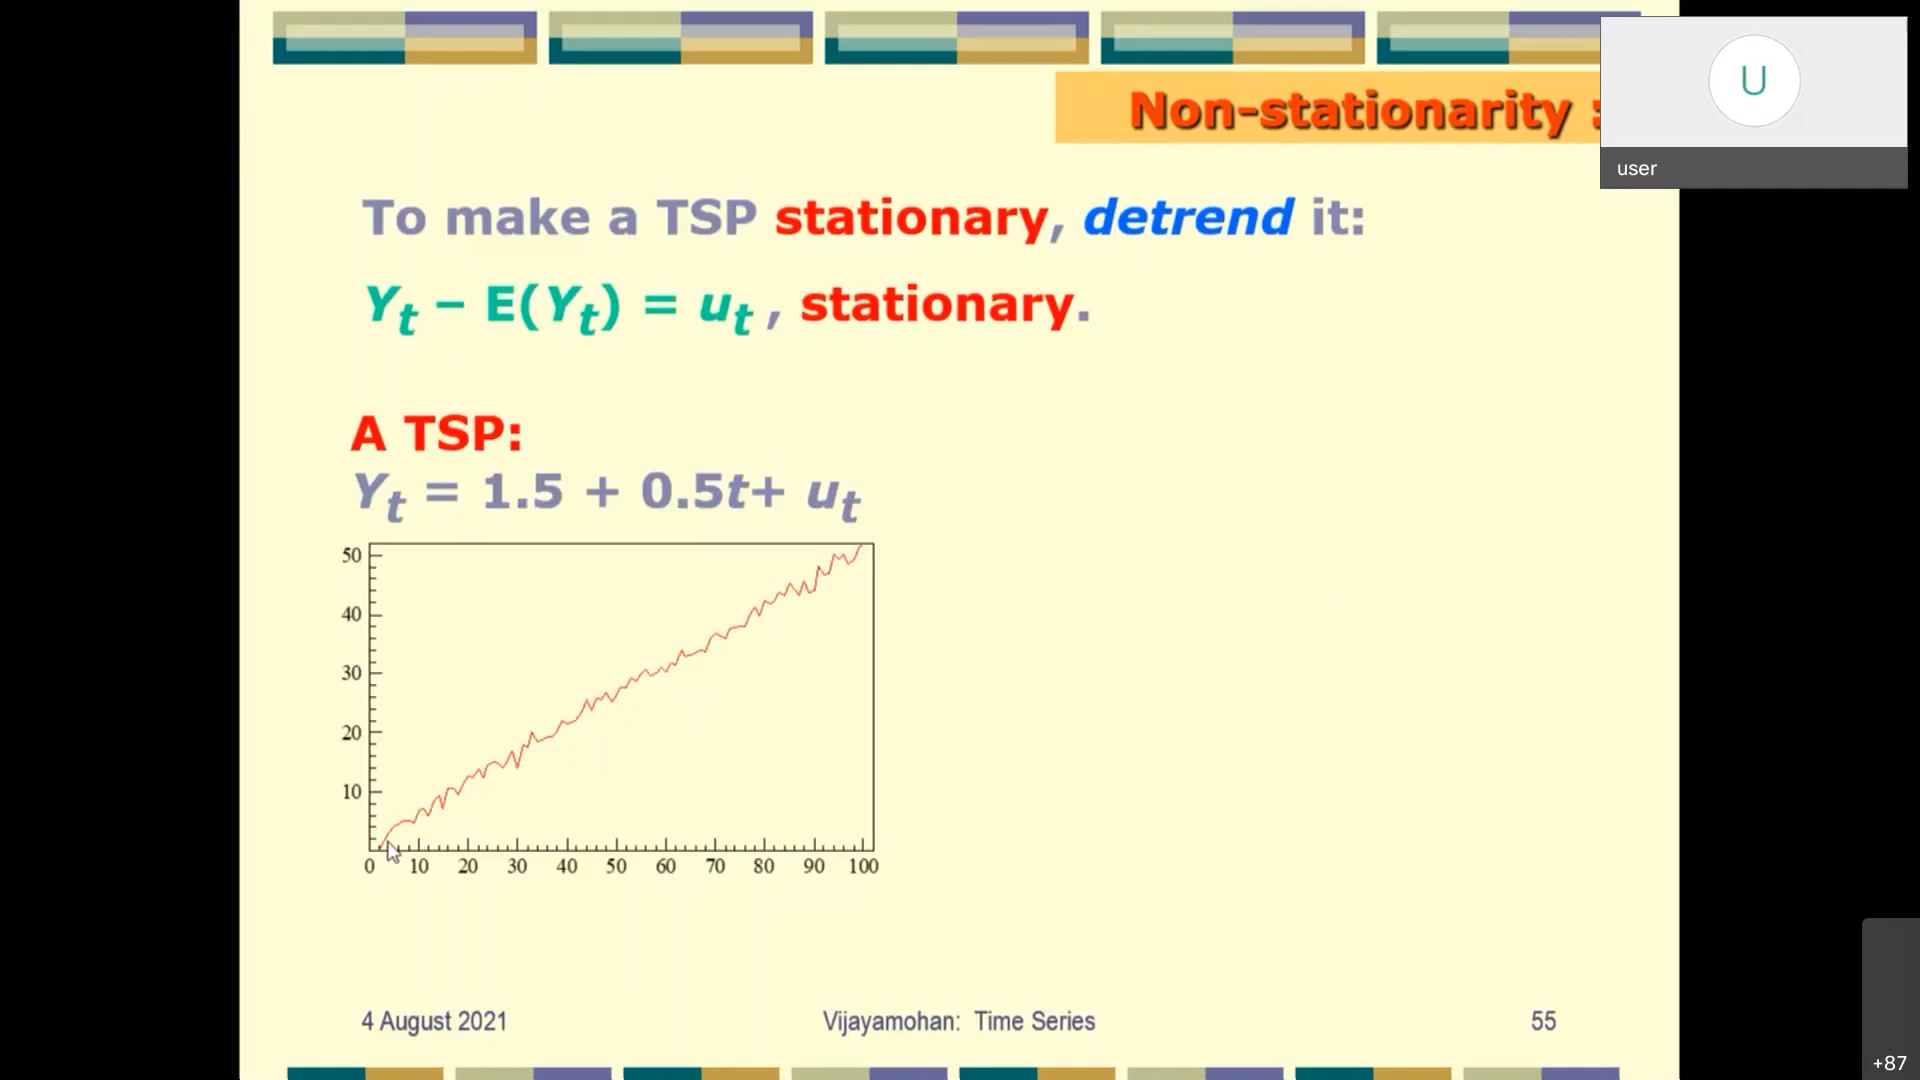 Non-stationarity :
U
user
To make a TSP stationary, detrend it:
Yt – E(Yt) = ut , stationary.
A TSP:
Yt = 1.5 + 0.5t+ ut
50
40
30
20
10
0 10 20 30 40 50 60 70 80 90 100
4 August 2021 Vijayamohan: Time Series 55
+87